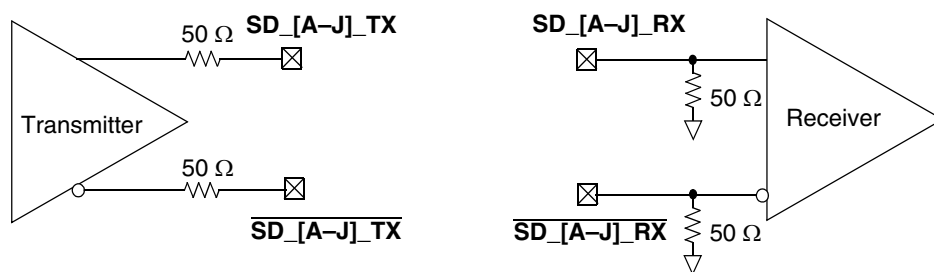 50 Ω
SD_[A–J]_TX
Transmitter
50 Ω
SD_[A–J]_TX
SD_[A–J]_RX
50 Ω
Receiver
SD_[A–J]_RX
50 Ω